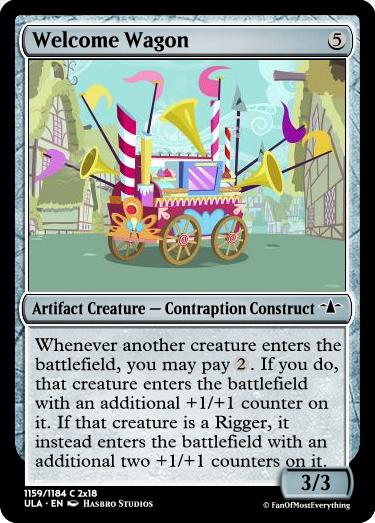 Welcome Wagon 5
Artifact Creature — Contraption Construct
Whenever another creature enters the
battlefield, you may pay 2. If you do,
that creature enters the battlefield
with an additional +1/+1 counter on
it. If that creature is a Rigger, it
instead enters the battlefield with an
additional two +1/+1 counters on it.
3/3
1159/1184 C 2x18
ULA • EN Hasbro Studios
© FanOfMostEverything